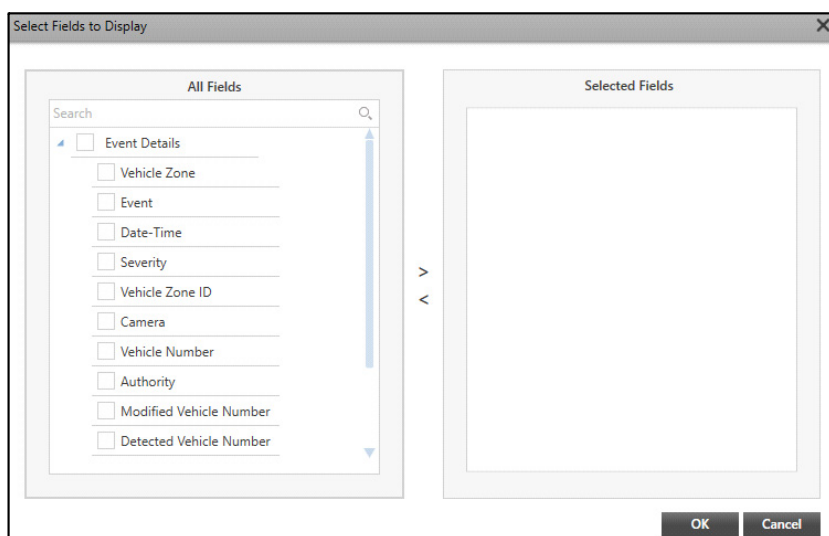 Select Fields to Display
All Fields
Search
Event Details
Vehicle Zone
Event
Date-Time
Severity
Vehicle Zone ID
Camera
Vehicle Number
Authority
Modified Vehicle Number
Detected Vehicle Number
>
<
Selected Fields
OK Cancel